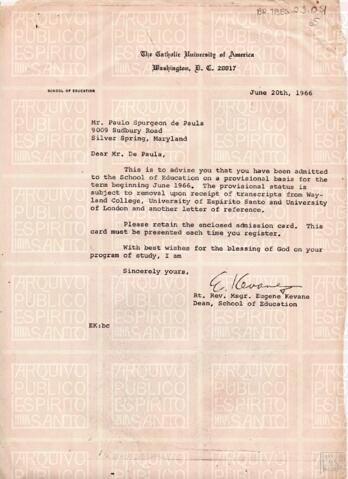 The Catholic University of America
Washington, D. C. 20017
SCHOOL OF EDUCATION
June 20th, 1966
Mr. Paulo Spurgeon de Paula
9009 Sudbury Road
Silver Spring, Maryland
Dear Mr. De Paula,
This is to advise you that you have been admitted
to the School of Education on a provisional basis for the
term beginning June 1966. The provisional status is
subject to removal upon receipt of transcripts from Way-
land College, University of Espirito Santo and University
of London and another letter of reference.
Please retain the enclosed admission card. This
card must be presented each time you register.
With best wishes for the blessing of God on your
program of study, I am
Sincerely yours,
E. Kevane
Rt. Rev. Msgr. Eugene Kevane
Dean, School of Education
EK:bc
ARQUIVO
PÚBLICO
ESPÍRITO
SANTO